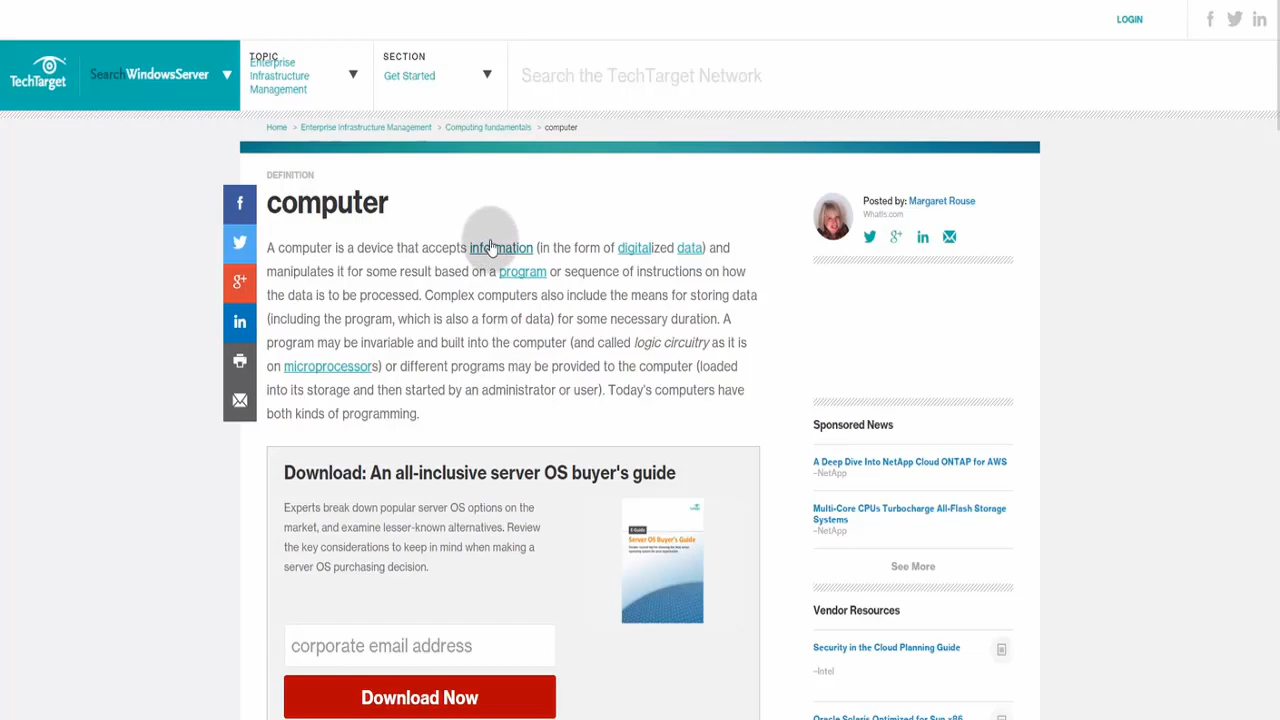 LOGIN
TechTarget
SearchWindowsServer
TOPIC
Enterprise
Infrastructure
Management
SECTION
Get Started
Search the TechTarget Network
Home > Enterprise Infrastructure Management > Computing fundamentals > computer
DEFINITION
computer
A computer is a device that accepts information (in the form of digitalized data) and
manipulates it for some result based on a program or sequence of instructions on how
the data is to be processed. Complex computers also include the means for storing data
(including the program, which is also a form of data) for some necessary duration. A
program may be invariable and built into the computer (and called logic circuitry as it is
on microprocessors) or different programs may be provided to the computer (loaded
into its storage and then started by an administrator or user). Today's computers have
both kinds of programming.
Download: An all-inclusive server OS buyer's guide
Experts break down popular server OS options on the
market, and examine lesser-known alternatives. Review
the key considerations to keep in mind when making a
server OS purchasing decision.
Server OS Buyer's Guide
corporate email address
Download Now
Posted by: Margaret Rouse
WhatIs.com
Sponsored News
A Deep Dive Into NetApp Cloud ONTAP for AWS
–NetApp
Multi-Core CPUs Turbocharge All-Flash Storage
Systems
–NetApp
See More
Vendor Resources
Security in the Cloud Planning Guide
–Intel
Oracle Solaris Optimized for Sun x86